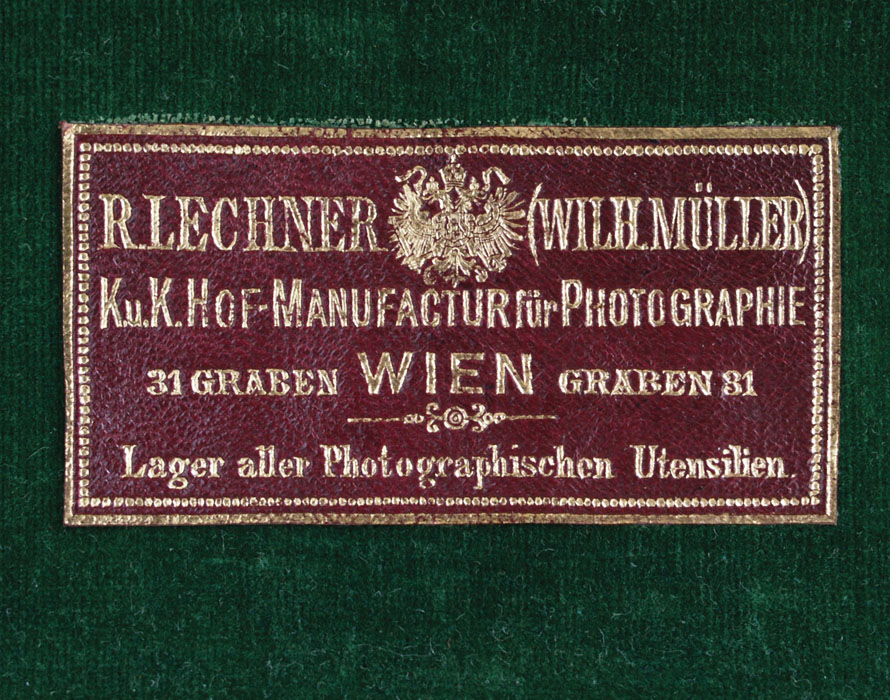 R. LECHNER (WILH. MÜLLER)
K. u. K. HOF-MANUFACTUR für PHOTOGRAPHIE
31 GRABEN WIEN GRABEN 31
Lager aller Photographischen Utensilien.